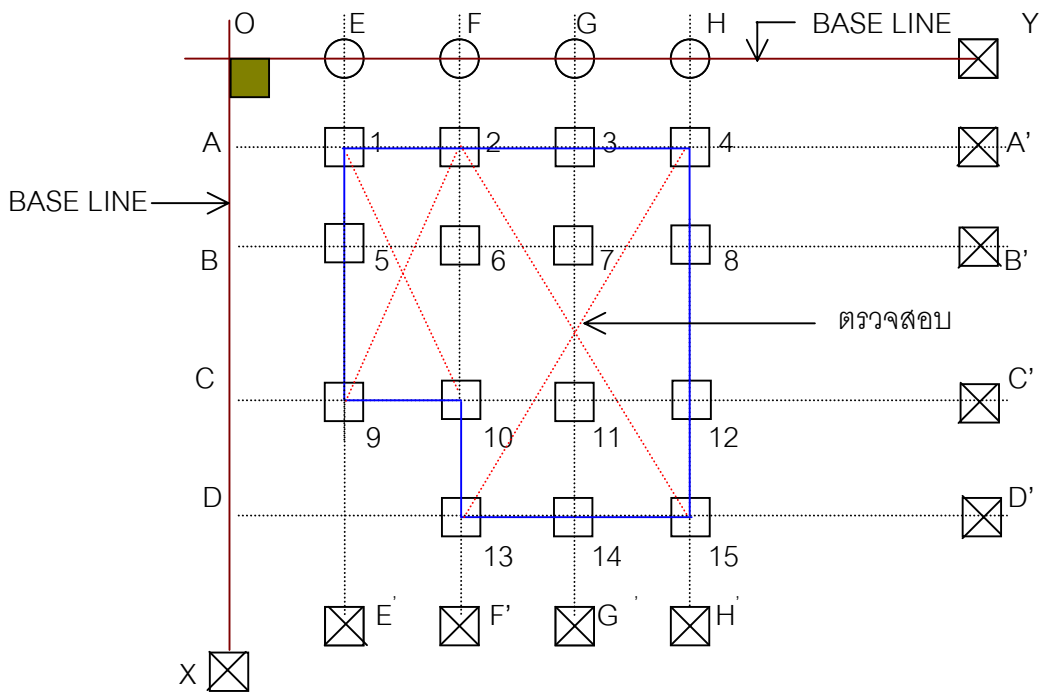 O E F G H BASE LINE Y
A 1 2 3 4 A'
BASE LINE
B 5 6 7 8 B'
ตรวจสอบ
C C'
9 10 11 12
D D'
13 14 15
E' F' G' H'
X